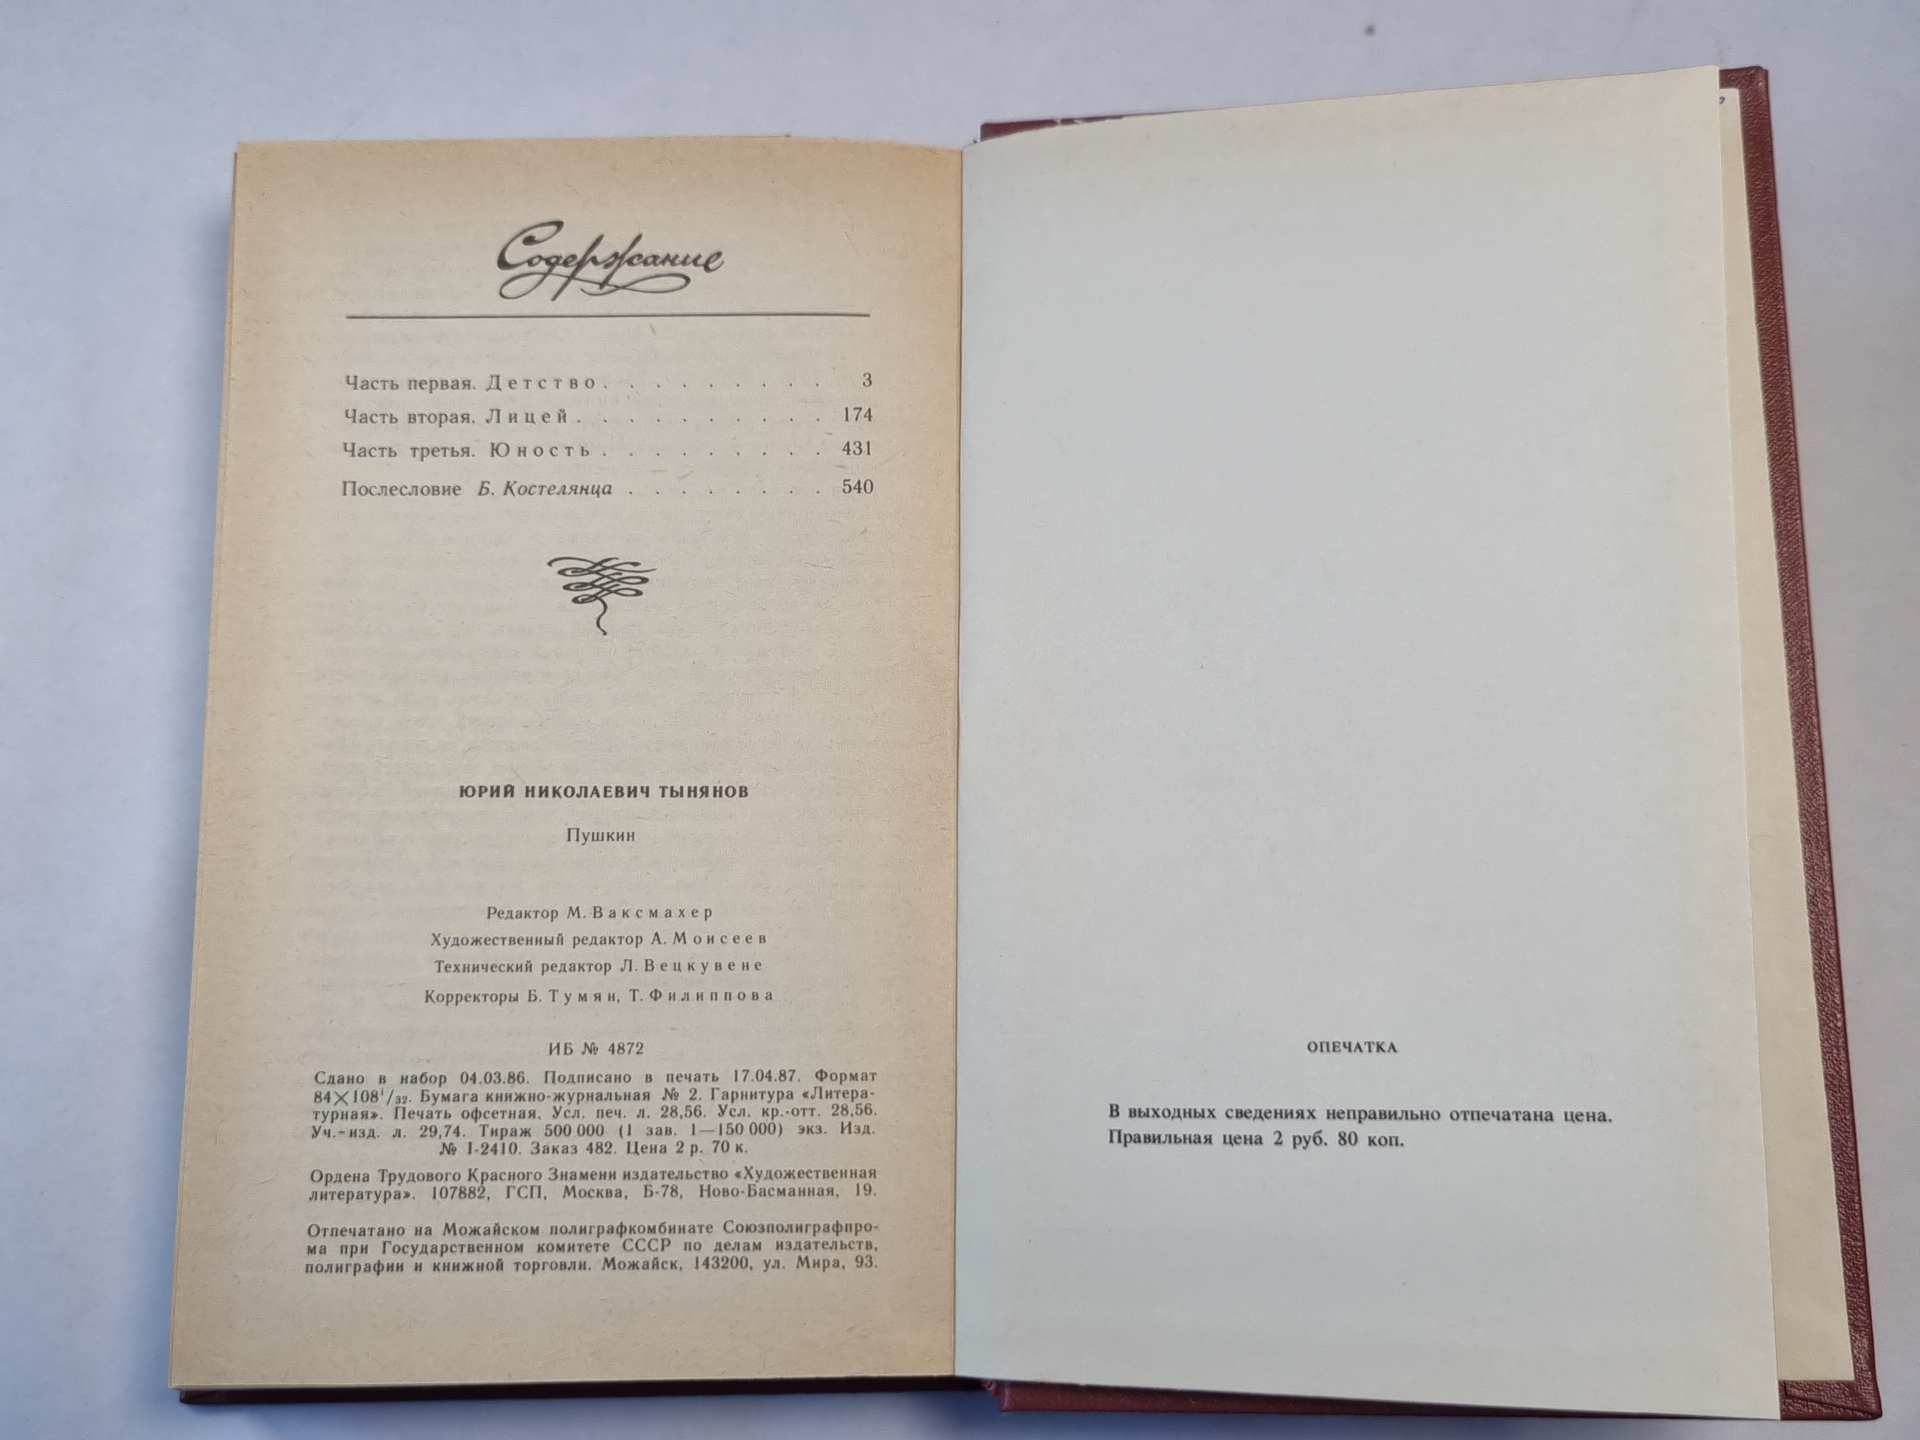 Содержание
Часть первая. Детство . . . . . . . . . 3
Часть вторая. Лицей . . . . . . . . . . 174
Часть третья. Юность . . . . . . . . . 431
Послесловие Б. Костелянца . . . . . . . . 540
ЮРИЙ НИКОЛАЕВИЧ ТЫНЯНОВ
Пушкин
Редактор М. Ваксмахер
Художественный редактор А. Моисеев
Технический редактор Л. Вецкувене
Корректоры Б. Тумян, Т. Филиппова
ИБ № 4872
Сдано в набор 04.03.86. Подписано в печать 17.04.87. Формат
84×108¹/₃₂. Бумага книжно-журнальная № 2. Гарнитура «Литера-
турная». Печать офсетная. Усл. печ. л. 28,56. Усл. кр.-отт. 28,56.
Уч.-изд. л. 29,74. Тираж 500 000 (1 зав. 1—150 000) экз. Изд.
№ I-2410. Заказ 482. Цена 2 р. 70 к.
Ордена Трудового Красного Знамени издательство «Художественная
литература». 107882, ГСП, Москва, Б-78, Ново-Басманная, 19.
Отпечатано на Можайском полиграфкомбинате Союзполиграфпро-
ма при Государственном комитете СССР по делам издательств,
полиграфии и книжной торговли. Можайск, 143200, ул. Мира, 93.
ОПЕЧАТКА
В выходных сведениях неправильно отпечатана цена.
Правильная цена 2 руб. 80 коп.